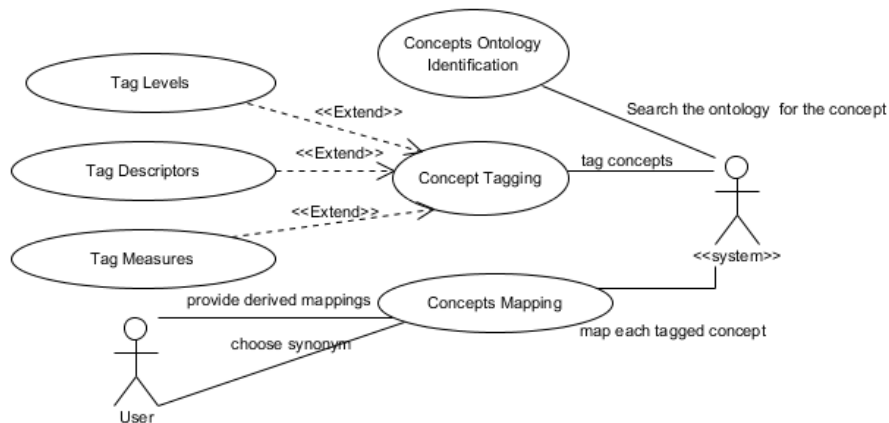 Concepts Ontology
Identification
Tag Levels
<<Extend>>
Search the ontology for the concept
<<Extend>>
tag concepts
Tag Descriptors
Concept Tagging
<<Extend>>
Tag Measures
<<system>>
provide derived mappings
Concepts Mapping
map each tagged concept
choose synonym
User